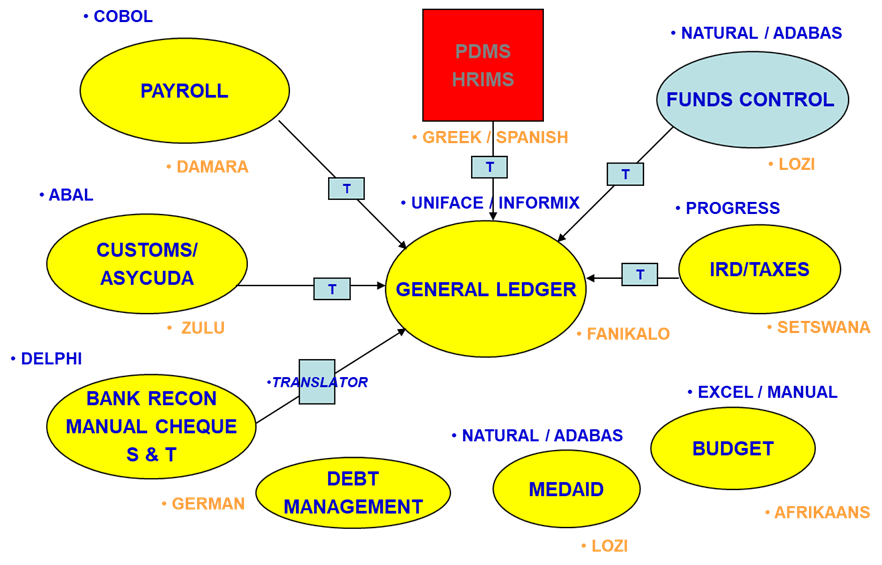 • COBOL
PAYROLL
• DAMARA
PDMS
HRIMS
• GREEK / SPANISH
• NATURAL / ADABAS
FUNDS CONTROL
• LOZI
T
T
T
• ABAL
CUSTOMS/
ASYCUDA
• ZULU
T
• UNIFACE / INFORMIX
GENERAL LEDGER
• FANIKALO
• PROGRESS
IRD/TAXES
• SETSWANA
T
• DELPHI
BANK RECON
MANUAL CHEQUE
S & T
• GERMAN
•TRANSLATOR
DEBT
MANAGEMENT
• NATURAL / ADABAS
MEDAID
• LOZI
• EXCEL / MANUAL
BUDGET
• AFRIKAANS